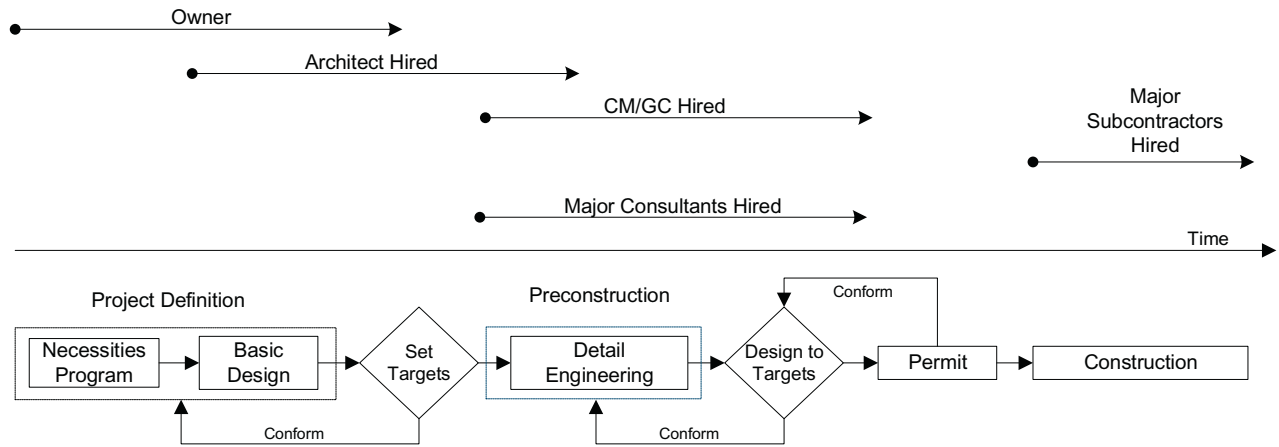 Owner
Architect Hired
CM/GC Hired
Major
Subcontractors
Hired
Major Consultants Hired
Time
Project Definition
Preconstruction
Conform
Necessities
Program
Basic
Design
Set
Targets
Detail
Engineering
Design to
Targets
Permit
Construction
Conform
Conform